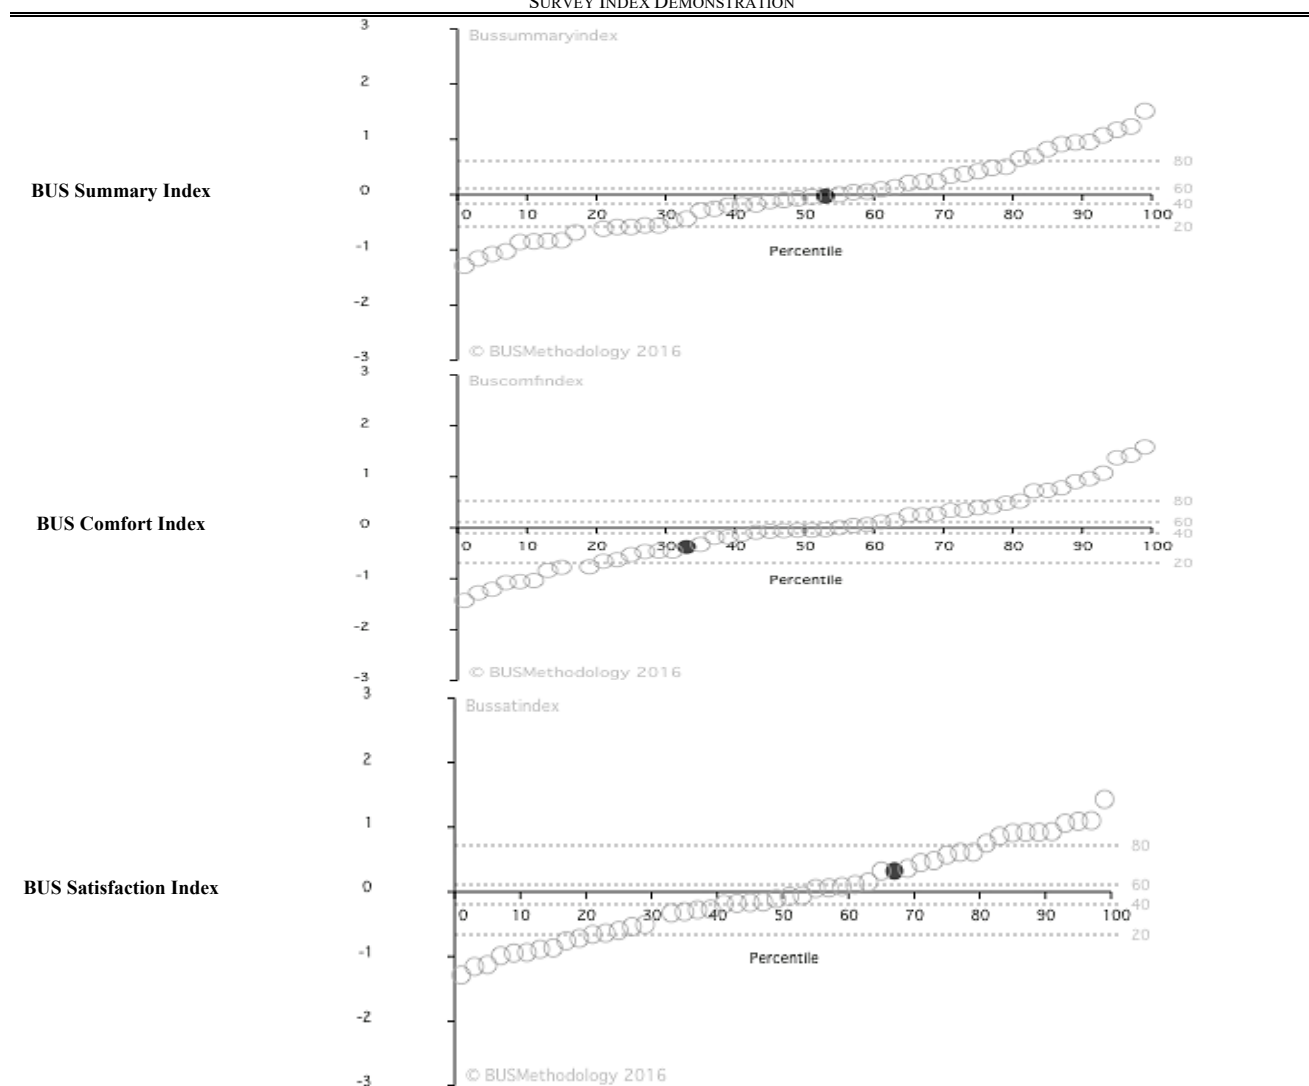 SURVEY INDEX DEMONSTRATION
3
Bussummaryindex
2
1
BUS Summary Index
80
60
0
0 10 20 30 40 50 60 70 80 90 100
40
20
-1
Percentile
-2
-3
© BUSMethodology 2016
3
Buscomfindex
2
1
80
BUS Comfort Index
60
0
40
0 10 20 30 40 50 60 70 80 90 100
20
-1
Percentile
-2
-3
© BUSMethodology 2016
3
Bussatindex
2
1
80
BUS Satisfaction Index
60
0
40
0 10 20 30 40 50 60 70 80 90 100
20
-1
Percentile
-2
-3
© BUSMethodology 2016